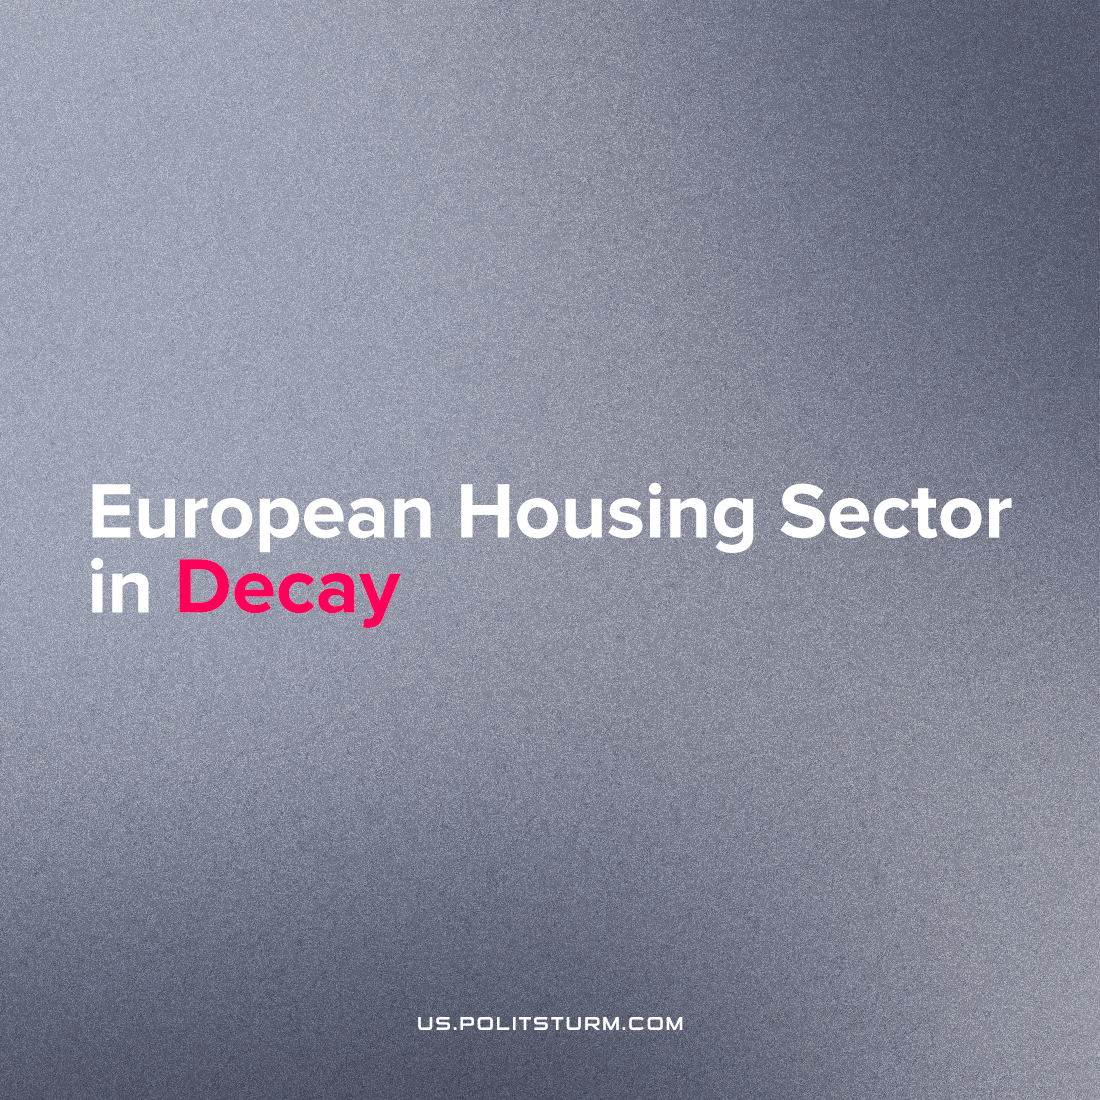 European Housing Sector
in Decay
US.POLITSTURM.COM